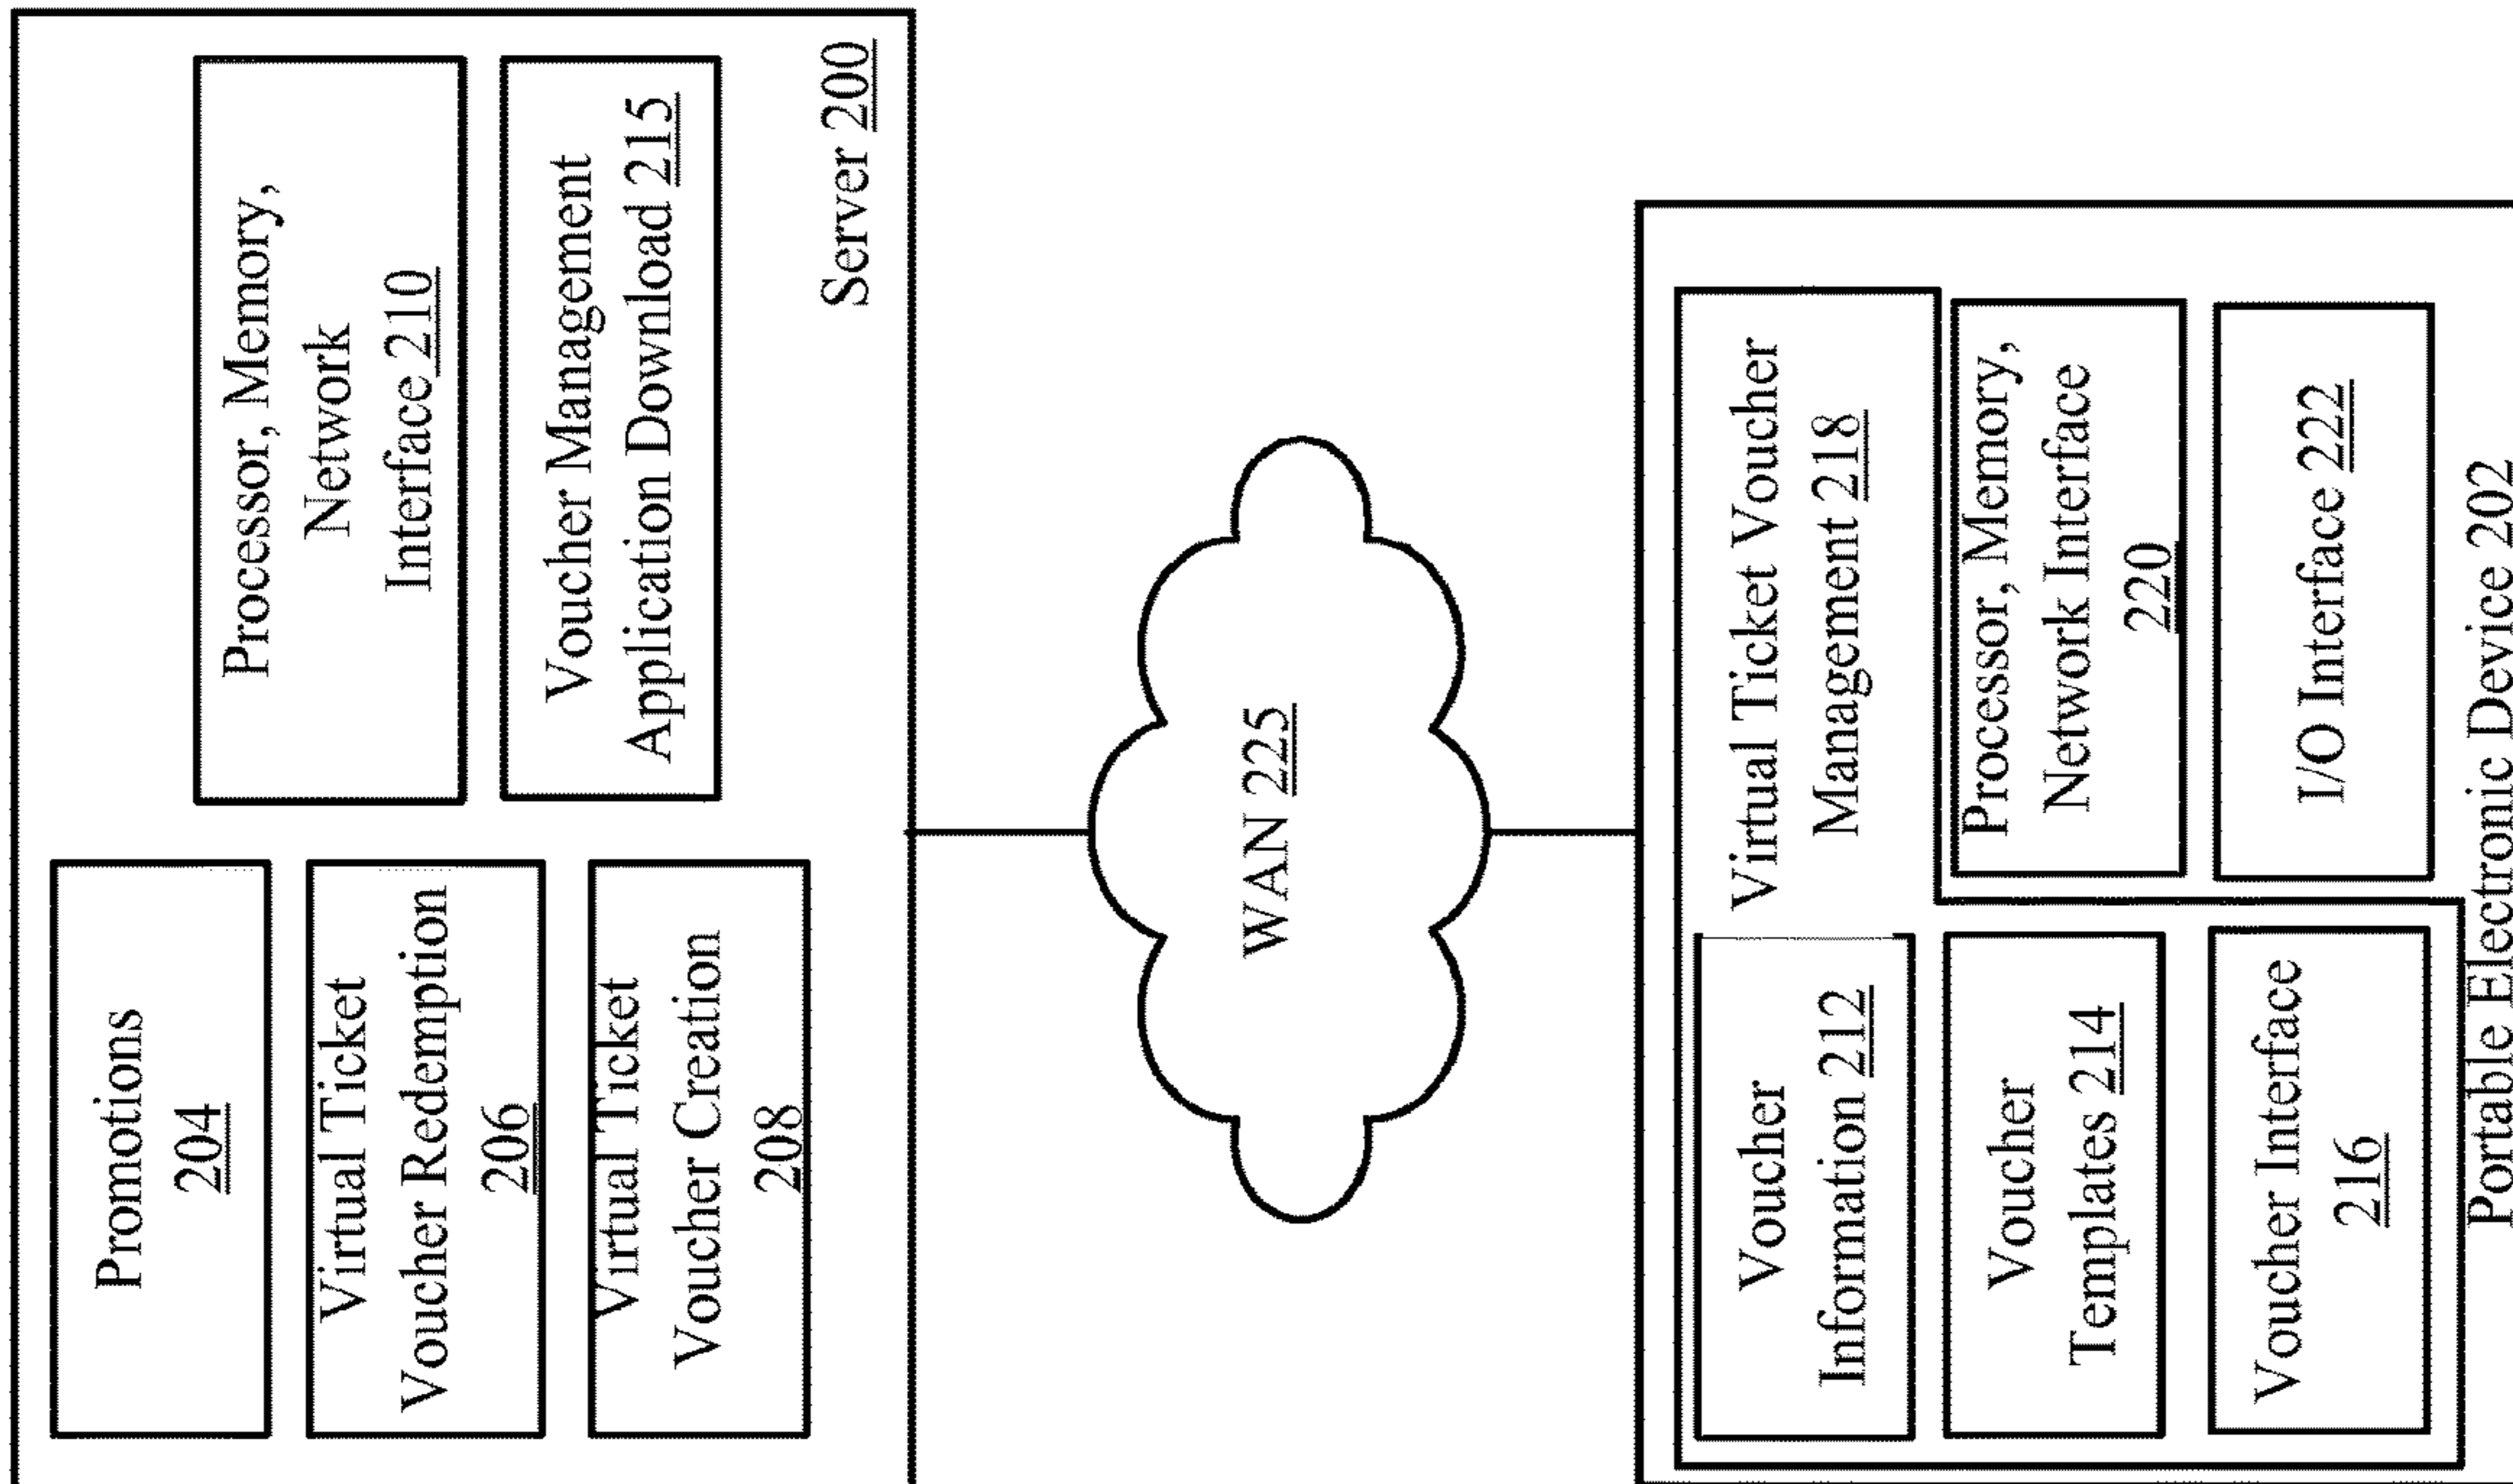 Promotions
204
Virtual Ticket
Voucher Redemption
206
Virtual Ticket
Voucher Creation
208
Processor, Memory,
Network
Interface 210
Voucher Management
Application Download 215
Server 200
WAN 225
Virtual Ticket Voucher
Management 218
Voucher
Information 212
Voucher
Templates 214
Voucher Interface
216
Processor, Memory,
Network Interface
220
I/O Interface 222
Portable Electronic Device 202